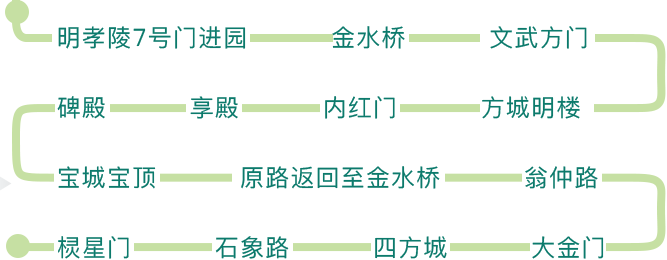 明孝陵7号门进园 金水桥 文武方门
碑殿 享殿 内红门 方城明楼
宝城宝顶 原路返回至金水桥 翁仲路
棂星门 石象路 四方城 大金门